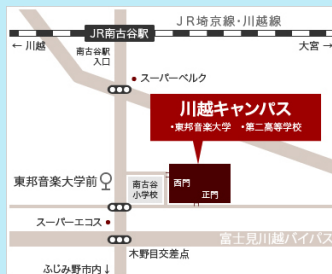 JR埼京線・川越線
← 川越
JR南古谷駅
大宮 →
南古谷駅
入口
スーパーベルク
川越キャンパス
・東邦音楽大学 ・第二高等学校
東邦音楽大学前
南古谷
小学校
西門
正門
スーパーエコス
富士見川越バイパス
木野目交差点
ふじみ野市内↓